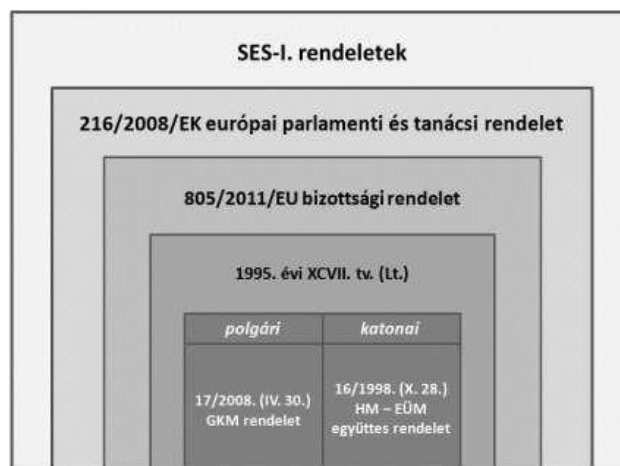 SES-I. rendeletek
216/2008/EK európai parlamenti és tanácsi rendelet
805/2011/EU bizottsági rendelet
1995. évi XCVII. tv. (Lt.)
polgári
katonai
17/2008. (IV. 30.)
GKM rendelet
16/1998. (X. 28.)
HM – EÜM
együttes rendelet